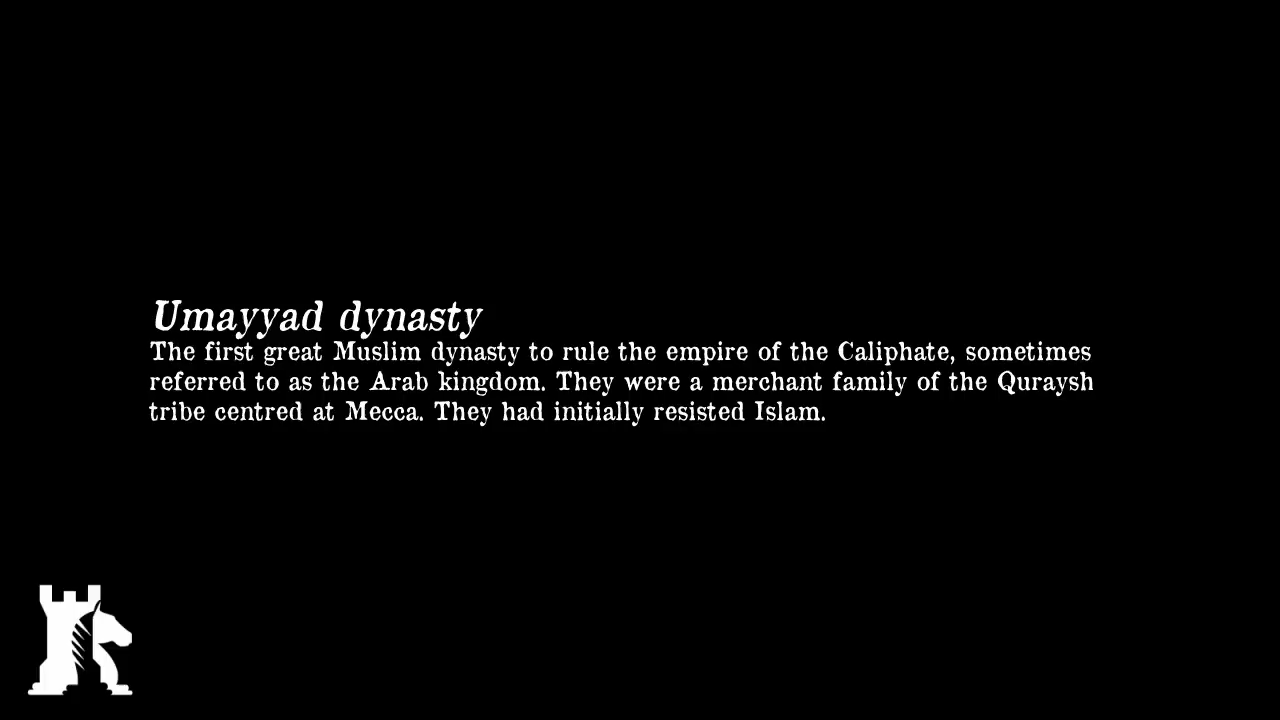 Umayyad dynasty
The first great Muslim dynasty to rule the empire of the Caliphate, sometimes
referred to as the Arab kingdom. They were a merchant family of the Quraysh
tribe centred at Mecca. They had initially resisted Islam.